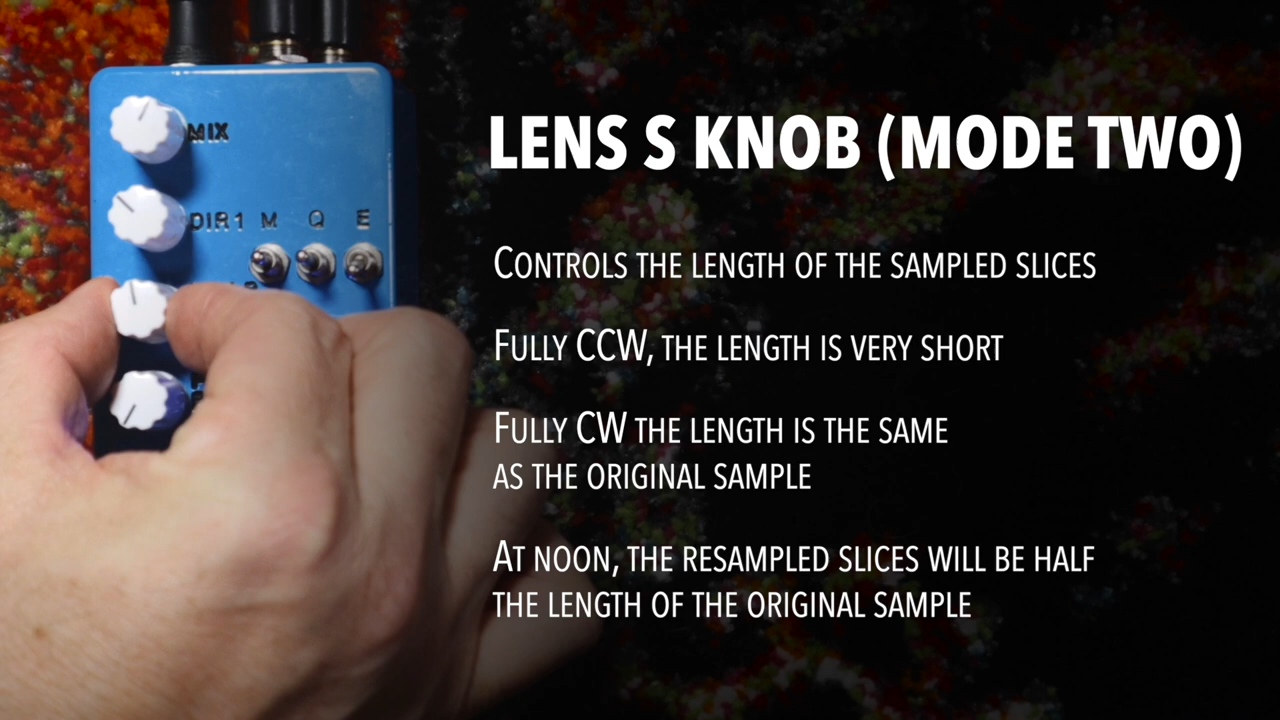 MIX
DIR1 M Q E
LENS S KNOB (MODE TWO)
CONTROLS THE LENGTH OF THE SAMPLED SLICES
FULLY CCW, THE LENGTH IS VERY SHORT
FULLY CW THE LENGTH IS THE SAME
AS THE ORIGINAL SAMPLE
AT NOON, THE RESAMPLED SLICES WILL BE HALF
THE LENGTH OF THE ORIGINAL SAMPLE